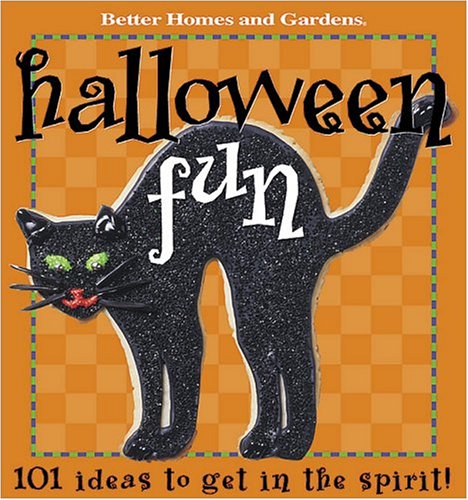 Better Homes and Gardens®
halloween
fun
101 ideas to get in the spirit!